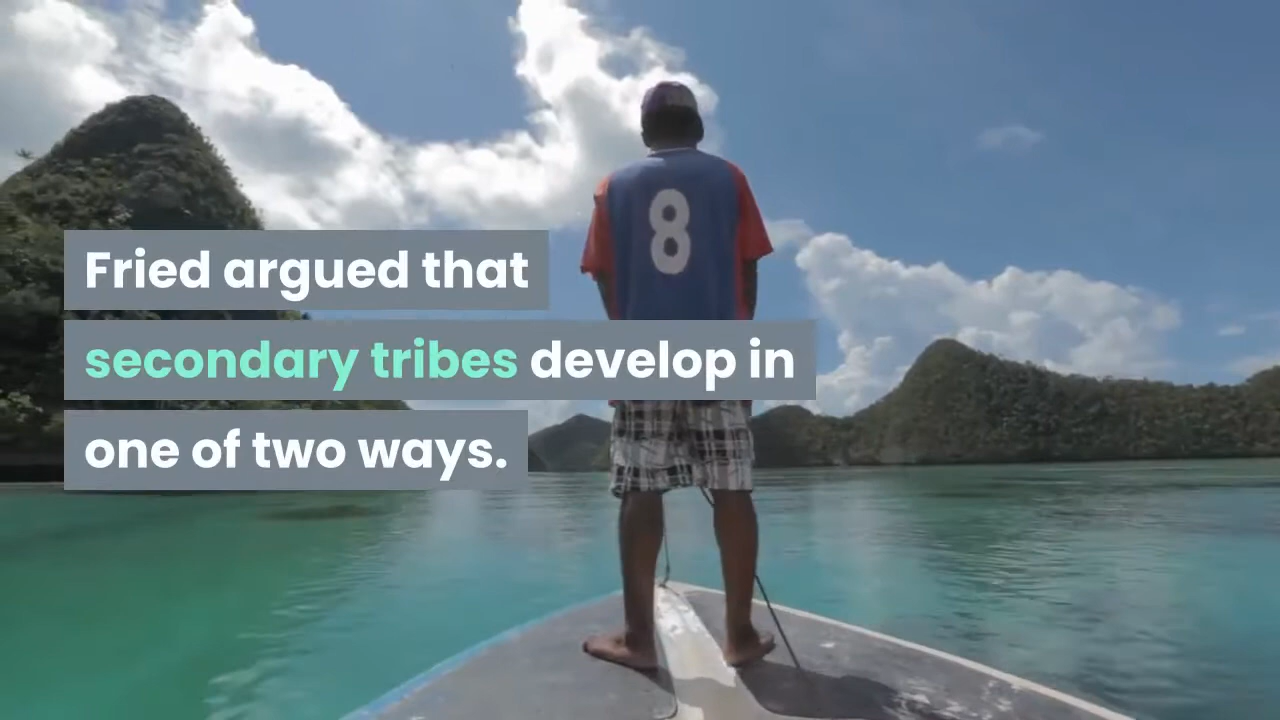 Fried argued that
secondary tribes develop in
one of two ways.
8